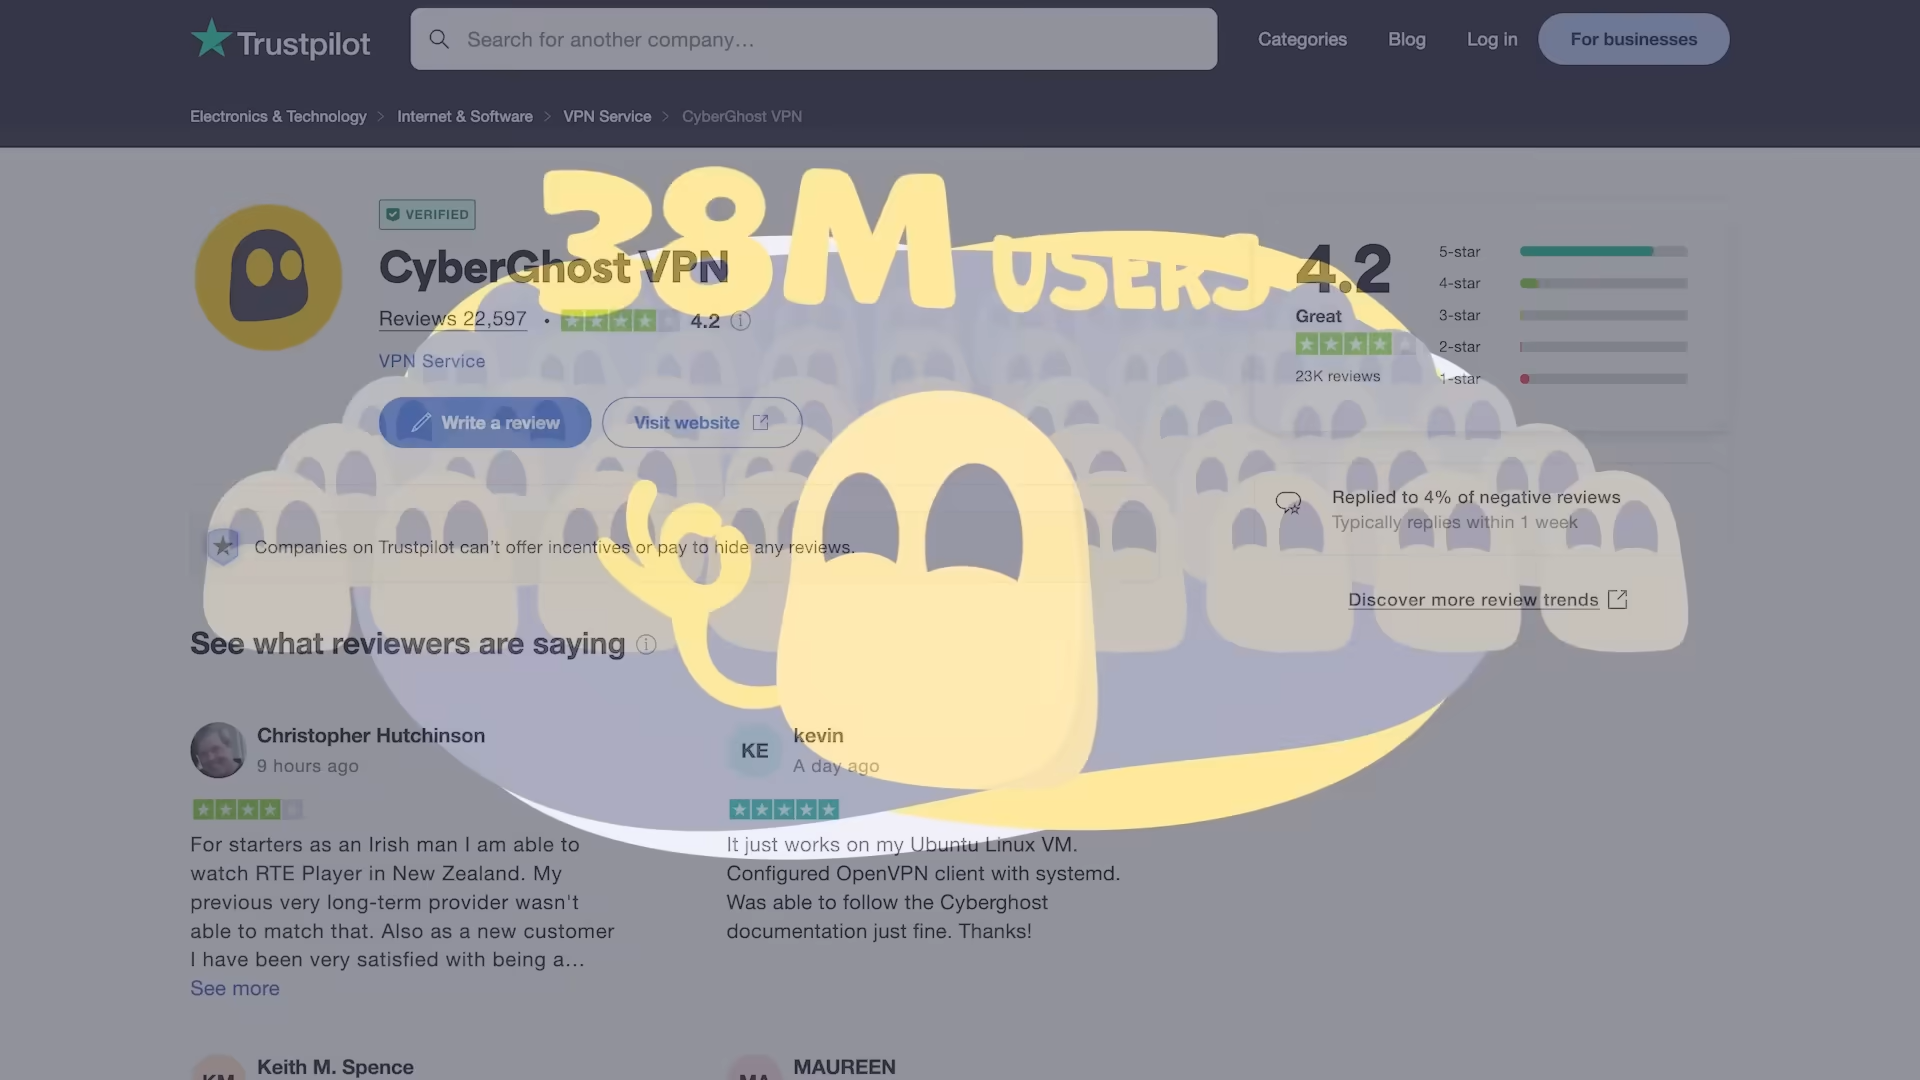 Trustpilot
Search for another company...
Categories
Blog
Log in
For businesses
Electronics & Technology > Internet & Software > VPN Service > CyberGhost VPN
38M USERS
VERIFIED
CyberGhost VPN
Reviews 22,597 • 4.2
VPN Service
Write a review
Visit website
4.2
Great
23K reviews
5-star
4-star
3-star
2-star
1-star
Replied to 4% of negative reviews
Typically replies within 1 week
Discover more review trends
Companies on Trustpilot can't offer incentives or pay to hide any reviews.
See what reviewers are saying
Christopher Hutchinson
9 hours ago
For starters as an Irish man I am able to
watch RTE Player in New Zealand. My
previous very long-term provider wasn't
able to match that. Also as a new customer
I have been very satisfied with being a...
See more
KE
kevin
A day ago
It just works on my Ubuntu Linux VM.
Configured OpenVPN client with systemd.
Was able to follow the Cyberghost
documentation just fine. Thanks!
KM
Keith M. Spence
MA
MAUREEN